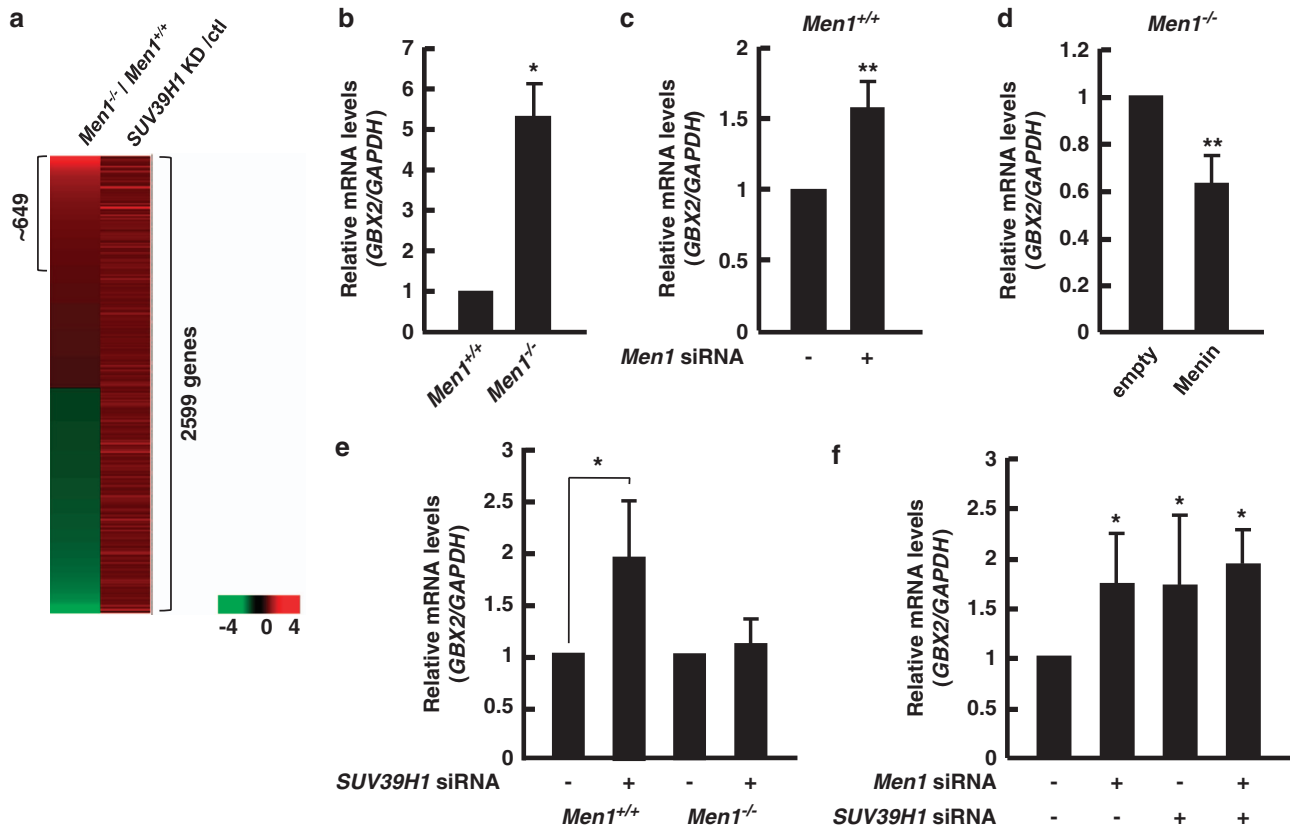 a
Men1-/- / Men1+/+
SUV39H1 KD /ctl
~649
2599 genes
-4 0 4
b
Relative mRNA levels
(GBX2/GAPDH)
7
6
5
4
3
2
1
0
*
Men1+/+
Men1-/-
c
Men1+/+
Relative mRNA levels
(GBX2/GAPDH)
2
1.5
1
0.5
0
**
Men1 siRNA - +
d
Men1-/-
Relative mRNA levels
(GBX2/GAPDH)
1.2
1
0.8
0.6
0.4
0.2
0
**
empty
Menin
e
Relative mRNA levels
(GBX2/GAPDH)
3
2.5
2
1.5
1
0.5
0
*
SUV39H1 siRNA - + - +
Men1+/+ Men1-/-
f
Relative mRNA levels
(GBX2/GAPDH)
3
2.5
2
1.5
1
0.5
0
* * *
Men1 siRNA - + - +
SUV39H1 siRNA - - + +